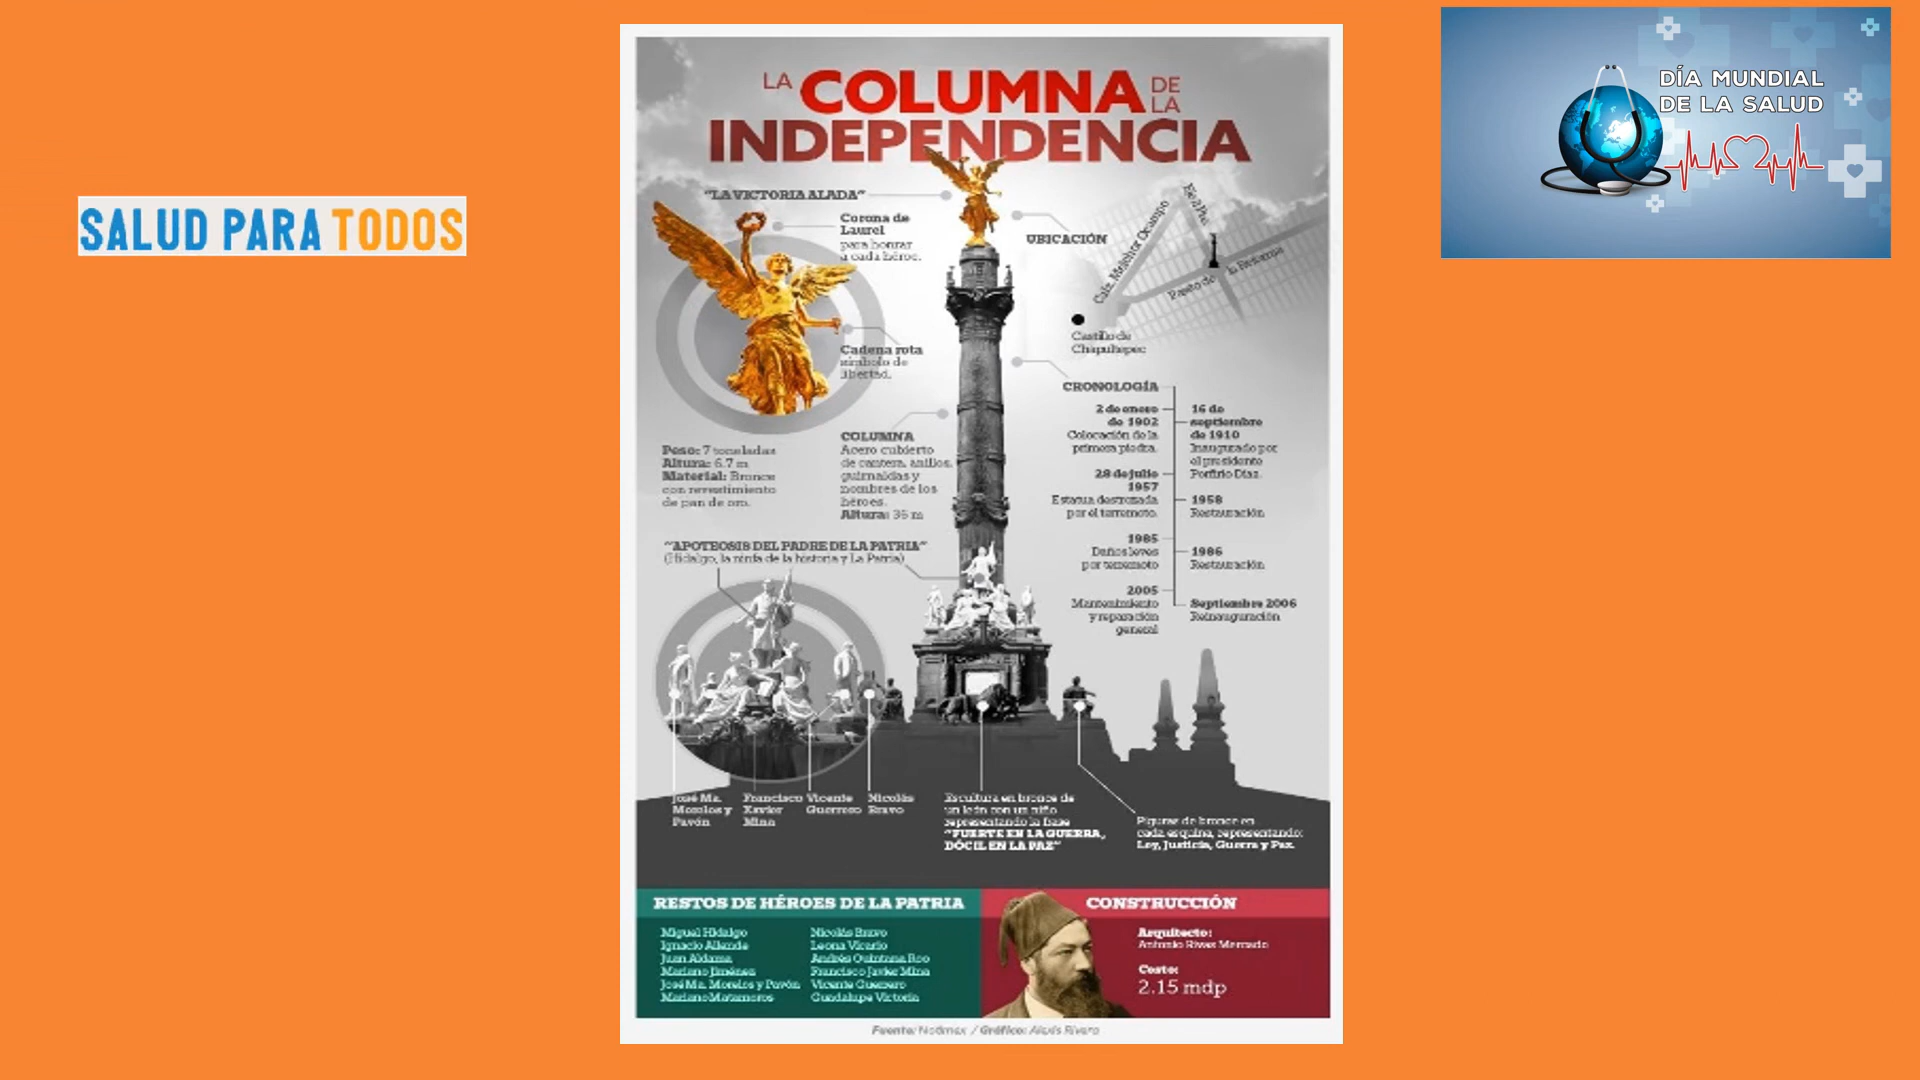 SALUD PARA TODOS
LA COLUMNA DE LA
INDEPENDENCIA
"LA VICTORIA ALADA"
Corona de
Laurel
para honrar
a cada héroe.
Cadena rota
símbolo de
libertad.
Peso: 7 toneladas
Altura: 6.7 m
Material: Bronce
con revestimiento
de pan de oro.
COLUMNA
Acero cubierto
de cantera, anillos,
guirnaldas y
nombres de los
héroes.
Altura: 36 m
UBICACIÓN
Calz. Melchor Ocampo
Eje 2 Pte.
Paseo de la Reforma
Castillo de
Chapultepec
CRONOLOGÍA
2 de enero
de 1902
Colocación de la
primera piedra.
16 de
septiembre
de 1910
Inaugurado por
el presidente
Porfirio Díaz.
28 de julio
1957
Estatua destrozada
por el terremoto.
1958
Restauración
1985
Daños leves
por terremoto
1986
Restauración
2005
Mantenimiento
y reparación
general
Septiembre 2006
Reinauguración
"APOTEOSIS DEL PADRE DE LA PATRIA"
(Hidalgo, la ninfa de la historia y La Patria)
José Ma.
Morelos y
Pavón
Francisco
Xavier
Mina
Vicente
Guerrero
Nicolás
Bravo
Escultura en bronce de
un león con un niño
representando la frase
"FUERTE EN LA GUERRA,
DÓCIL EN LA PAZ"
Figuras de bronce en
cada esquina, representando:
Ley, Justicia, Guerra y Paz.
RESTOS DE HÉROES DE LA PATRIA
Miguel Hidalgo
Ignacio Allende
Juan Aldama
Mariano Jiménez
José Ma. Morelos y Pavón
Mariano Matamoros
Nicolás Bravo
Leona Vicario
Andrés Quintana Roo
Francisco Javier Mina
Vicente Guerrero
Guadalupe Victoria
CONSTRUCCIÓN
Arquitecto:
Antonio Rivas Mercado
Costo:
2.15 mdp
Fuente: Notimex / Gráfico: Alexis Rivera
DÍA MUNDIAL
DE LA SALUD